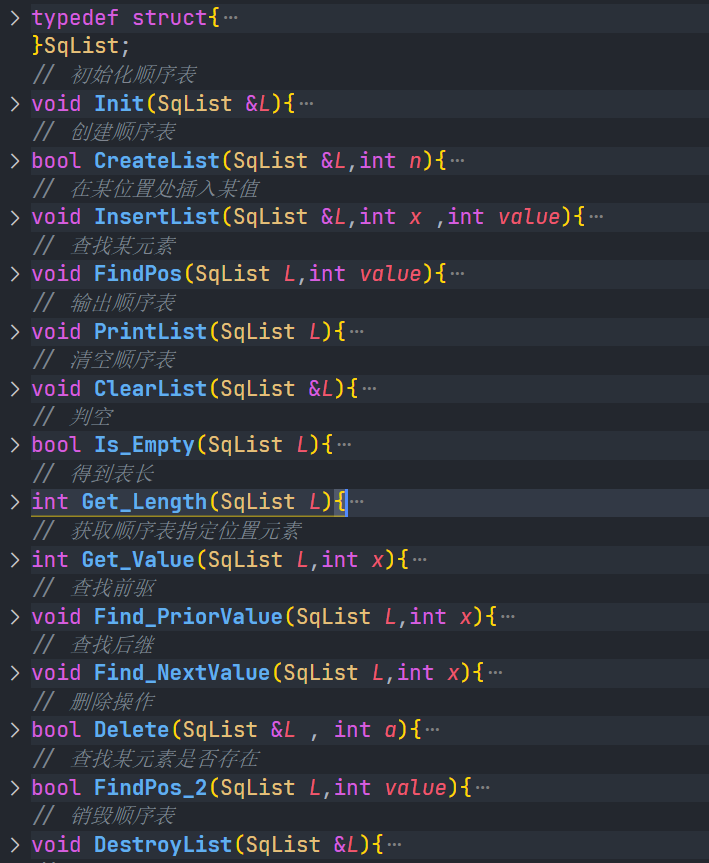 typedef struct{…
}SqList;
// 初始化顺序表
void Init(SqList &L){…
// 创建顺序表
bool CreateList(SqList &L,int n){…
// 在某位置处插入某值
void InsertList(SqList &L,int x ,int value){…
// 查找某元素
void FindPos(SqList L,int value){…
// 输出顺序表
void PrintList(SqList L){…
// 清空顺序表
void ClearList(SqList &L){…
// 判空
bool Is_Empty(SqList L){…
// 得到表长
int Get_Length(SqList L){…
// 获取顺序表指定位置元素
int Get_Value(SqList L,int x){…
// 查找前驱
void Find_PriorValue(SqList L,int x){…
// 查找后继
void Find_NextValue(SqList L,int x){…
// 删除操作
bool Delete(SqList &L , int a){…
// 查找某元素是否存在
bool FindPos_2(SqList L,int value){…
// 销毁顺序表
void DestroyList(SqList &L){…